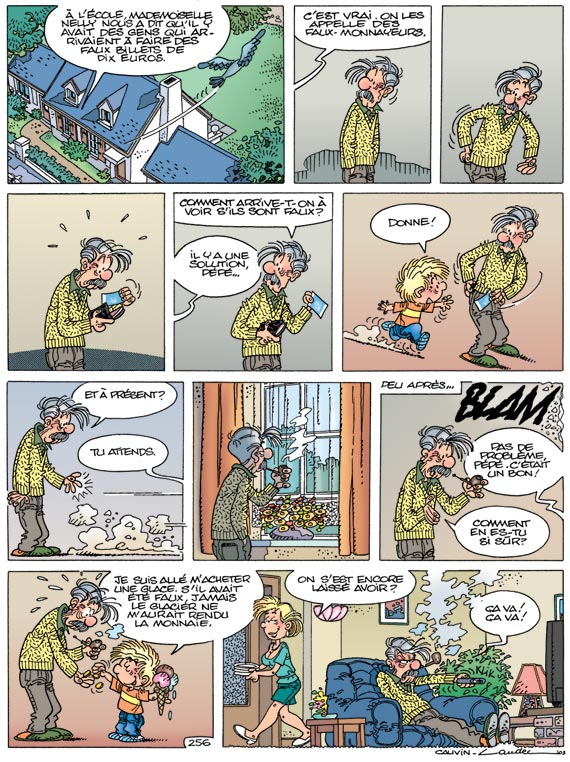 À L'ÉCOLE, MADEMOISELLE
NELLY NOUS A DIT QU'IL Y
AVAIT DES GENS QUI AR-
RIVAIENT À FAIRE DES
FAUX BILLETS DE
DIX EUROS.
C'EST VRAI. ON LES
APPELLE DES
FAUX-MONNAYEURS.
COMMENT ARRIVE-T-ON À
VOIR S'ILS SONT FAUX?
IL Y A UNE
SOLUTION,
PÉPÉ...
DONNE!
ET À PRÉSENT?
TU ATTENDS.
PEU APRÈS...
BLAM
PAS DE
PROBLÈME,
PÉPÉ. C'ÉTAIT
UN BON!
COMMENT
EN ES-TU
SI SÛR?
JE SUIS ALLÉ M'ACHETER
UNE GLACE. S'IL AVAIT
ÉTÉ FAUX, JAMAIS
LE GLACIER NE
M'AURAIT RENDU
LA MONNAIE.
ON S'EST ENCORE
LAISSÉ AVOIR?
ÇA VA!
ÇA VA!
256
CAUVIN - Laudec 03